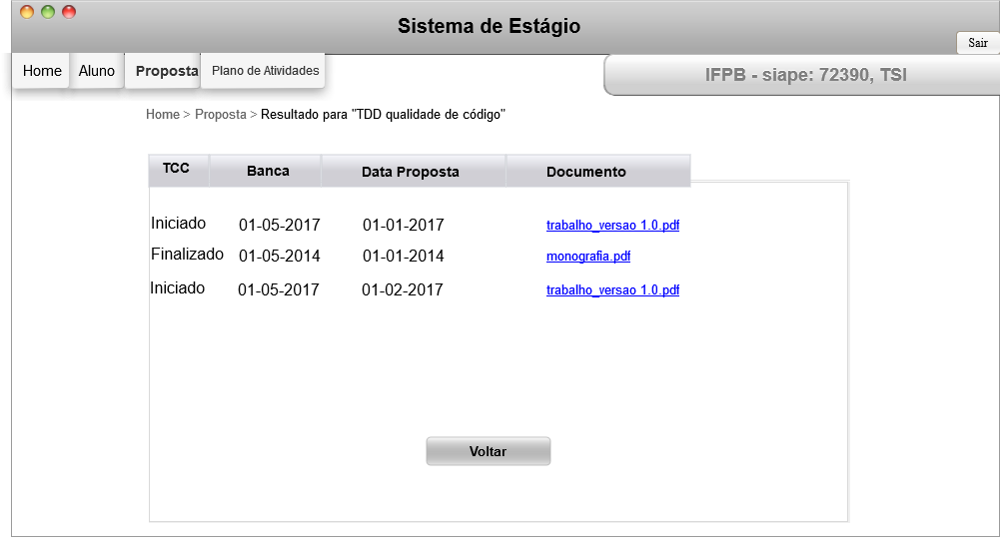 Sistema de Estágio
Sair
Home Aluno Proposta Plano de Atividades
IFPB - siape: 72390, TSI
Home > Proposta > Resultado para "TDD qualidade de código"
TCC Banca Data Proposta Documento
Iniciado 01-05-2017 01-01-2017 trabalho_versao 1.0.pdf
Finalizado 01-05-2014 01-01-2014 monografia.pdf
Iniciado 01-05-2017 01-02-2017 trabalho_versao 1.0.pdf
Voltar